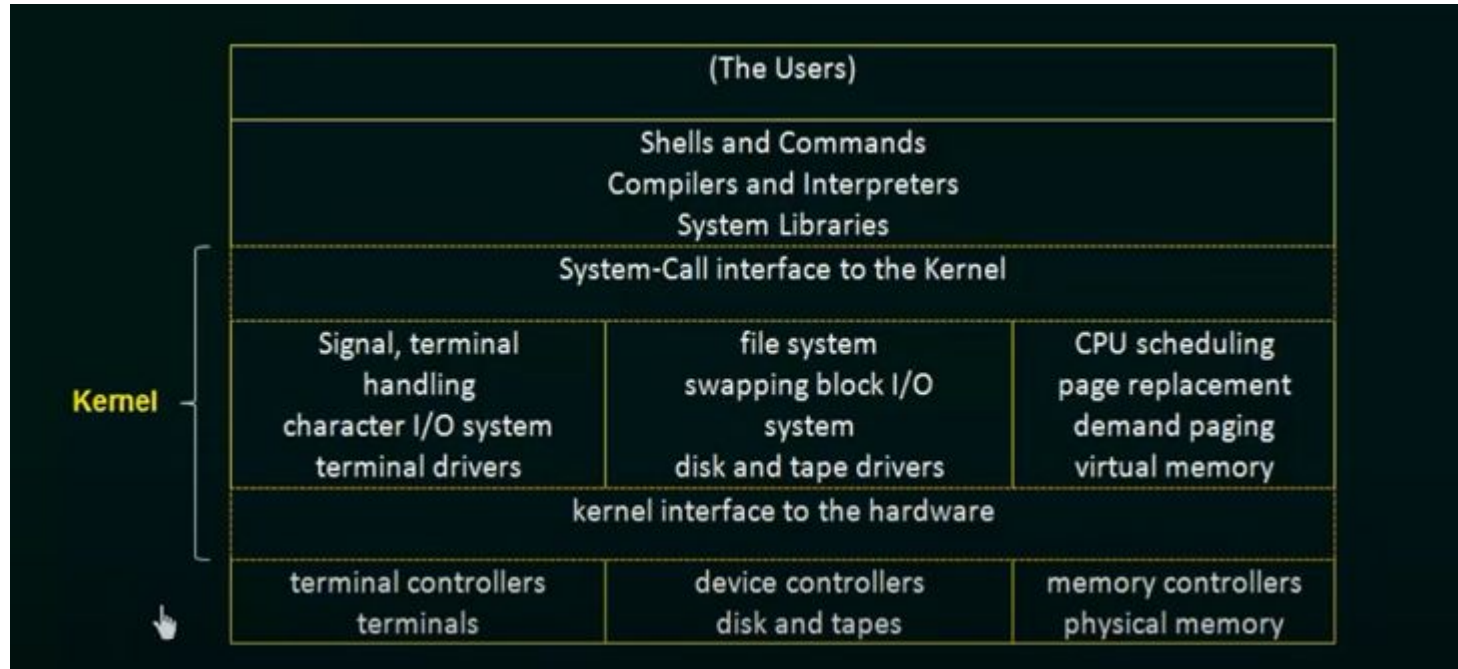 (The Users)
Shells and Commands
Compilers and Interpreters
System Libraries
System-Call interface to the Kernel
Kernel
Signal, terminal
handling
character I/O system
terminal drivers
file system
swapping block I/O
system
disk and tape drivers
CPU scheduling
page replacement
demand paging
virtual memory
kernel interface to the hardware
terminal controllers
terminals
device controllers
disk and tapes
memory controllers
physical memory